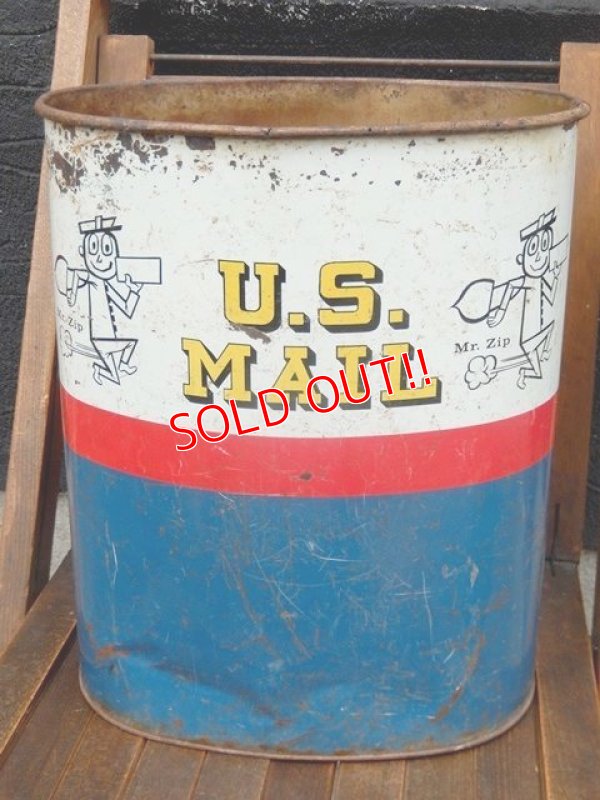 U.S.
MAIL
Mr. Zip
Mr. Zip
SOLD OUT!!